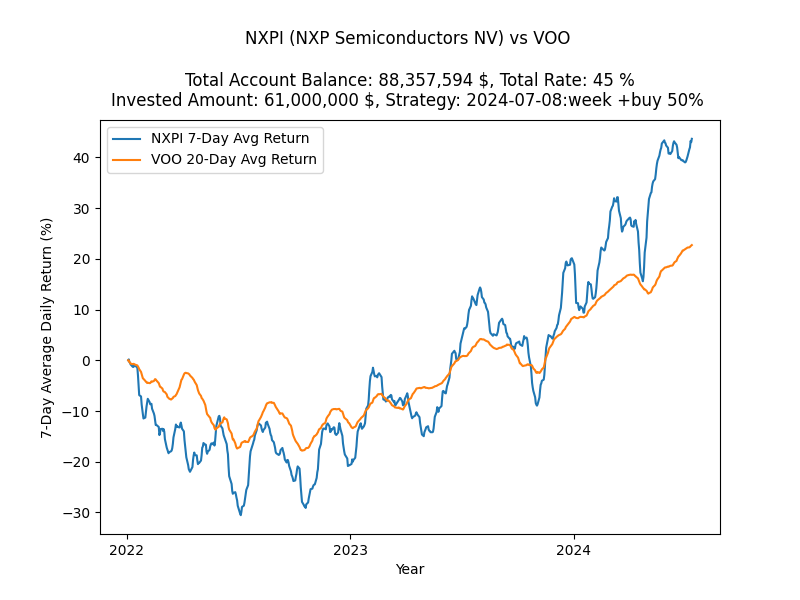 NXPI (NXP Semiconductors NV) vs VOO
Total Account Balance: 88,357,594 $, Total Rate: 45 %
Invested Amount: 61,000,000 $, Strategy: 2024-07-08:week +buy 50%
NXPI 7-Day Avg Return
VOO 20-Day Avg Return
7-Day Average Daily Return (%)
40
30
20
10
0
−10
−20
−30
2022
2023
2024
Year